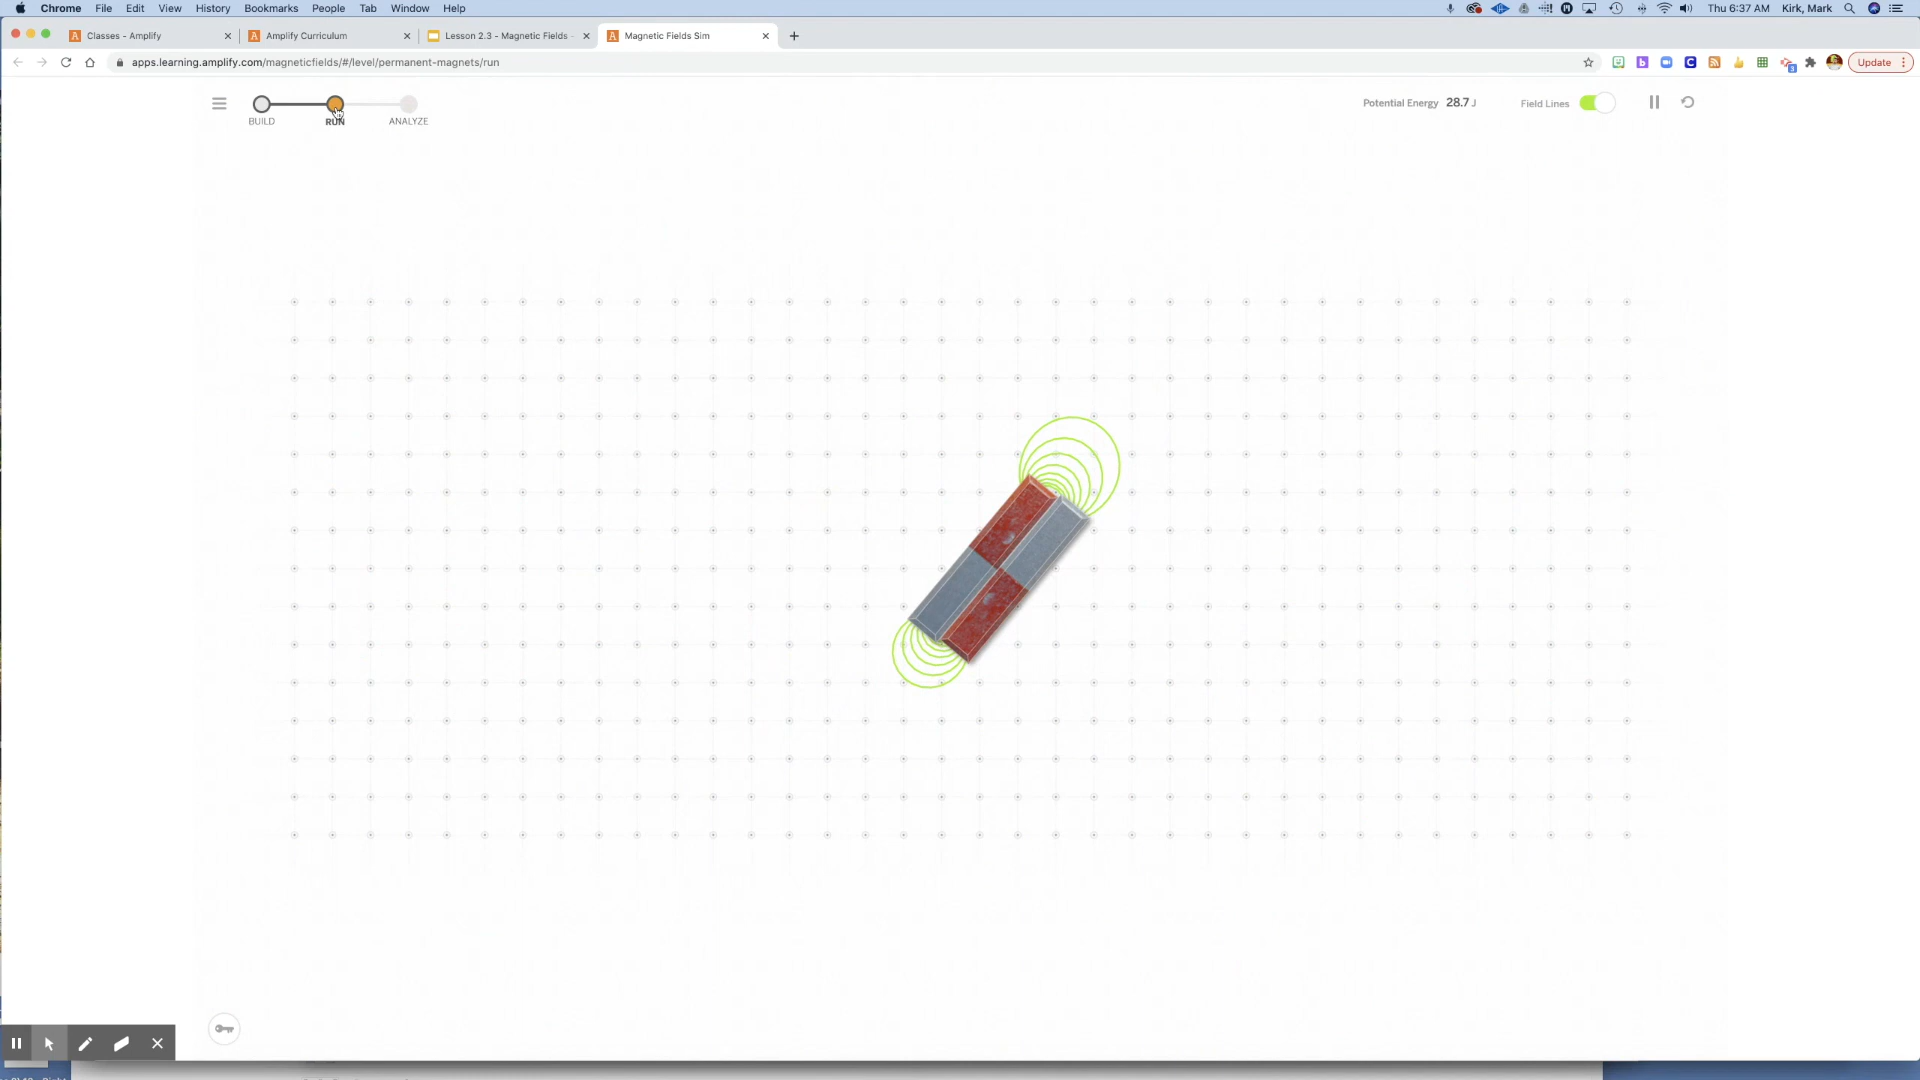 Chrome File Edit View History Bookmarks People Tab Window Help
Thu 6:37 AM Kirk, Mark
Classes - Amplify
Amplify Curriculum
Lesson 2.3 - Magnetic Fields -
Magnetic Fields Sim
apps.learning.amplify.com/magneticfields/#/level/permanent-magnets/run
Update
BUILD
RUN
ANALYZE
Potential Energy 28.7 J
Field Lines